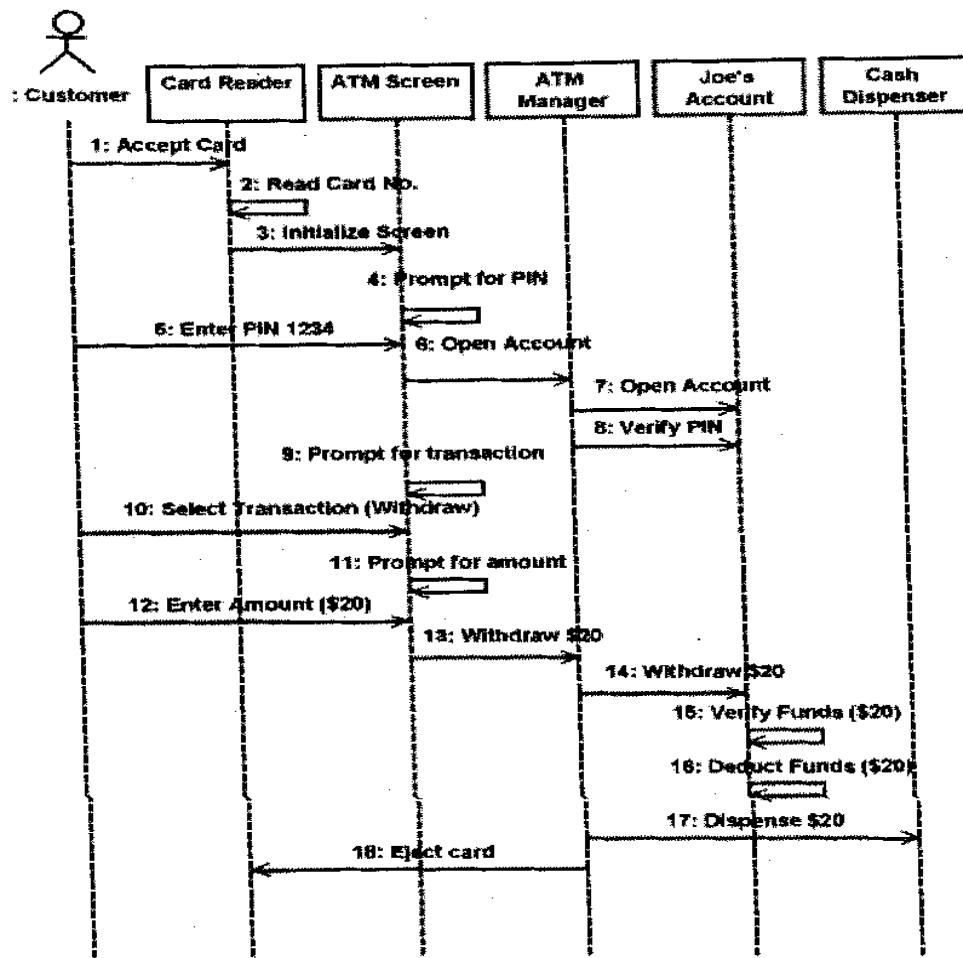 : Customer
Card Reader
ATM Screen
ATM
Manager
Joe's
Account
Cash
Dispenser
1: Accept Card
2: Read Card No.
3: Initialize Screen
4: Prompt for PIN
5: Enter PIN 1234
6: Open Account
7: Open Account
8: Verify PIN
9: Prompt for transaction
10: Select Transaction (Withdraw)
11: Prompt for amount
12: Enter Amount ($20)
13: Withdraw $20
14: Withdraw $20
15: Verify Funds ($20)
16: Deduct Funds ($20)
17: Dispense $20
18: Eject card